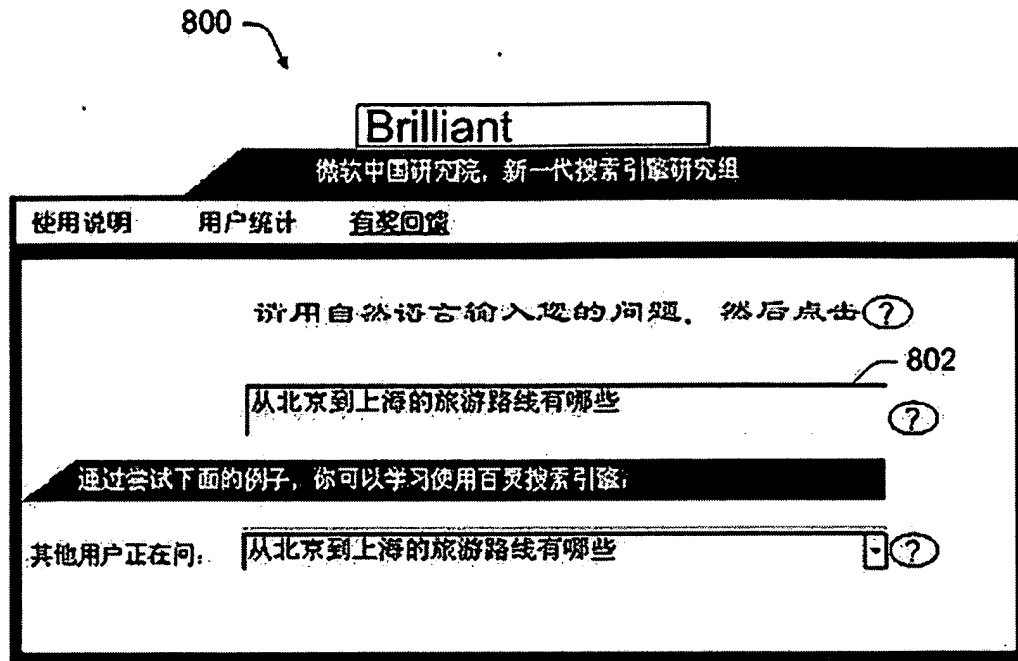 800
Brilliant
微软中国研究院，新一代搜索引擎研究组
使用说明 用户统计 有奖回馈
请用自然语言输入您的问题，然后点击?
802
从北京到上海的旅游路线有哪些
?
通过尝试下面的例子，你可以学习使用百灵搜索引擎：
其他用户正在问： 从北京到上海的旅游路线有哪些 ?